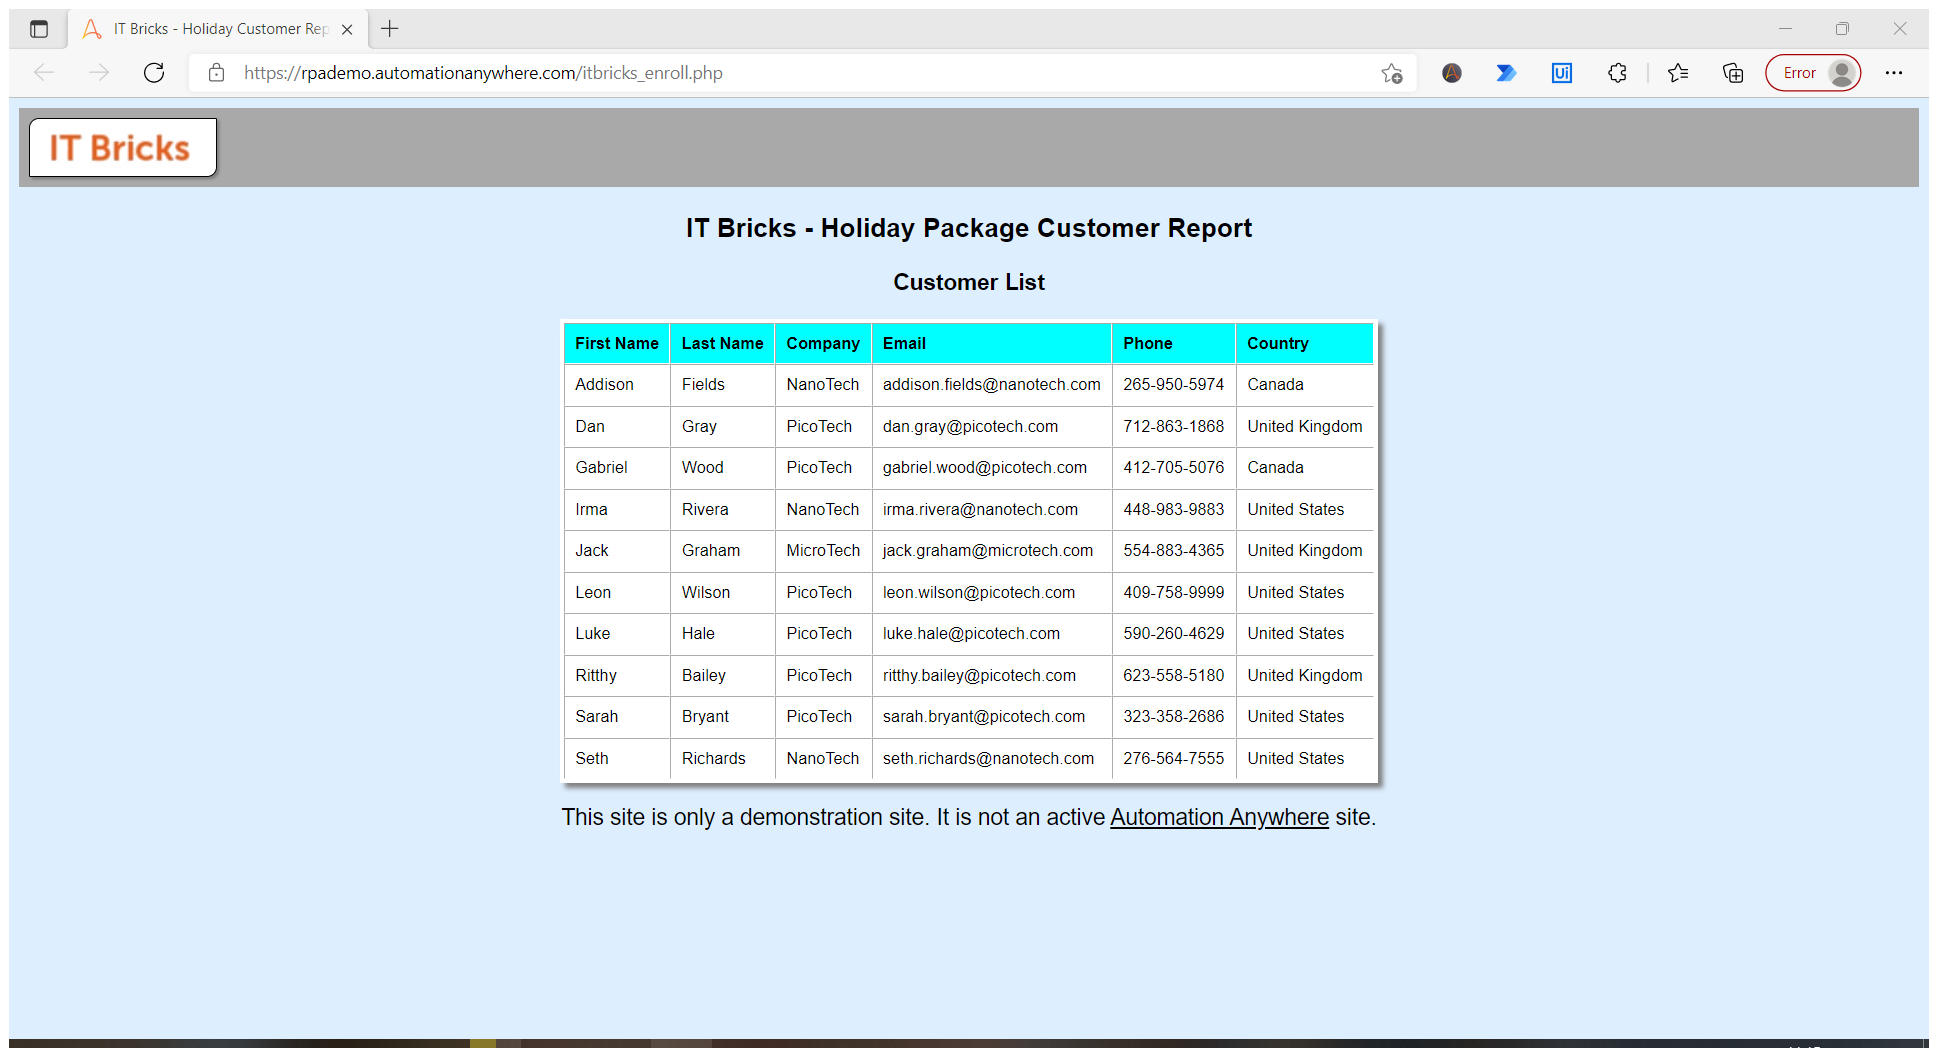 IT Bricks - Holiday Customer Rep
https://rpademo.automationanywhere.com/itbricks_enroll.php
Ui
Error
IT Bricks
IT Bricks - Holiday Package Customer Report
Customer List
First Name Last Name Company Email Phone Country
Addison Fields NanoTech addison.fields@nanotech.com 265-950-5974 Canada
Dan Gray PicoTech dan.gray@picotech.com 712-863-1868 United Kingdom
Gabriel Wood PicoTech gabriel.wood@picotech.com 412-705-5076 Canada
Irma Rivera NanoTech irma.rivera@nanotech.com 448-983-9883 United States
Jack Graham MicroTech jack.graham@microtech.com 554-883-4365 United Kingdom
Leon Wilson PicoTech leon.wilson@picotech.com 409-758-9999 United States
Luke Hale PicoTech luke.hale@picotech.com 590-260-4629 United States
Ritthy Bailey PicoTech ritthy.bailey@picotech.com 623-558-5180 United Kingdom
Sarah Bryant PicoTech sarah.bryant@picotech.com 323-358-2686 United States
Seth Richards NanoTech seth.richards@nanotech.com 276-564-7555 United States
This site is only a demonstration site. It is not an active Automation Anywhere site.